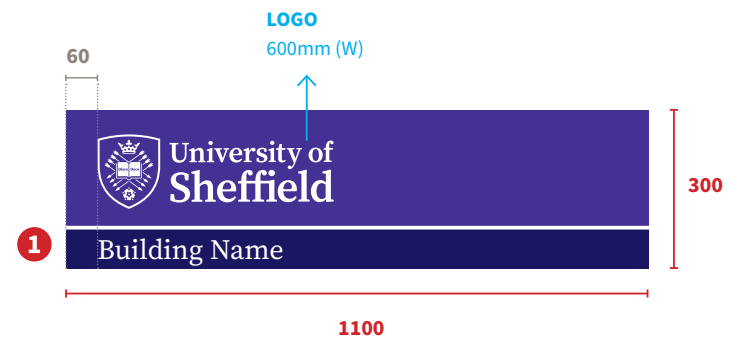 LOGO
600mm (W)
60
University of
Sheffield
300
1
Building Name
1100